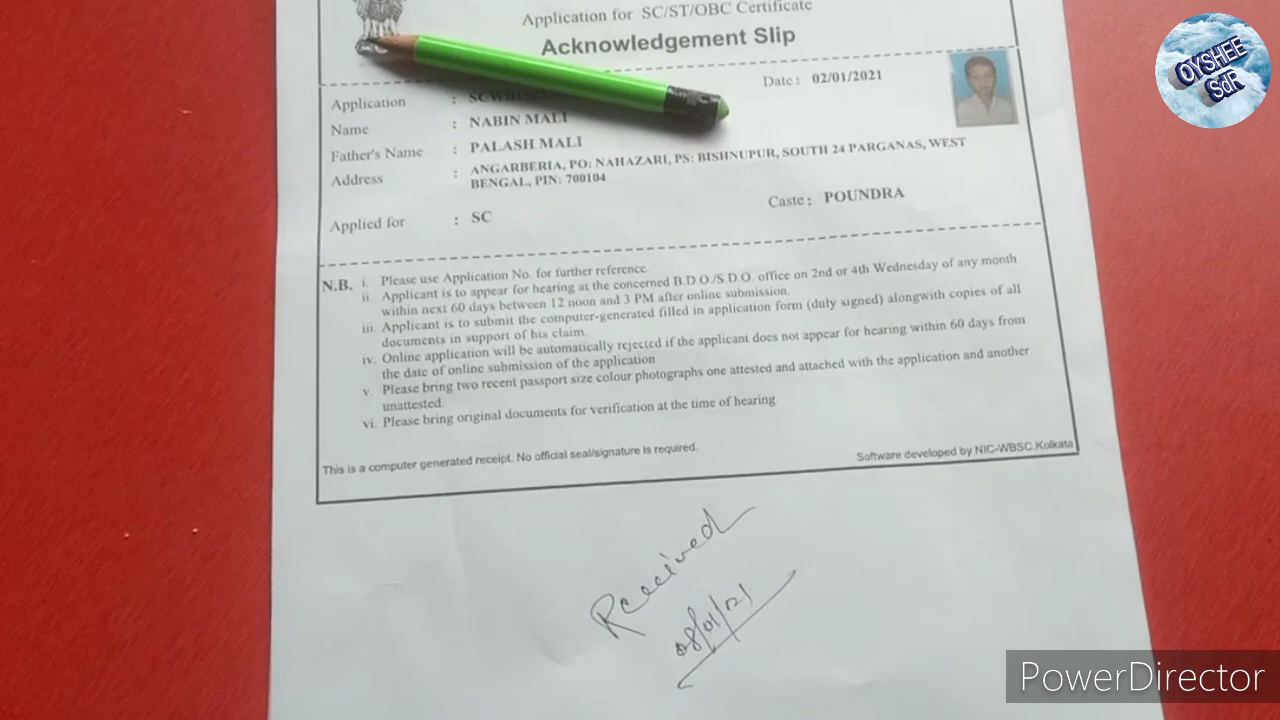 Application for SC/ST/OBC Certificate
Acknowledgement Slip
OYSHEE
SdR
Date : 02/01/2021
Application :
Name : NABIN MALI
Father's Name : PALASH MALI
Address : ANGARBERIA, PO: NAHAZARI, PS: BISHNUPUR, SOUTH 24 PARGANAS, WEST
BENGAL, PIN: 700104
Applied for : SC Caste : POUNDRA
N.B. i. Please use Application No. for further reference.
ii. Applicant is to appear for hearing at the concerned B.D.O./S.D.O. office on 2nd or 4th Wednesday of any month
within next 60 days between 12 noon and 3 PM after online submission.
iii. Applicant is to submit the computer-generated filled in application form (duly signed) alongwith copies of all
documents in support of his claim.
iv. Online application will be automatically rejected if the applicant does not appear for hearing within 60 days from
the date of online submission of the application
v. Please bring two recent passport size colour photographs one attested and attached with the application and another
unattested.
vi. Please bring original documents for verification at the time of hearing
This is a computer generated receipt. No official seal/signature is required.
Software developed by NIC-WBSC.Kolkata
Received
08/01/21
PowerDirector